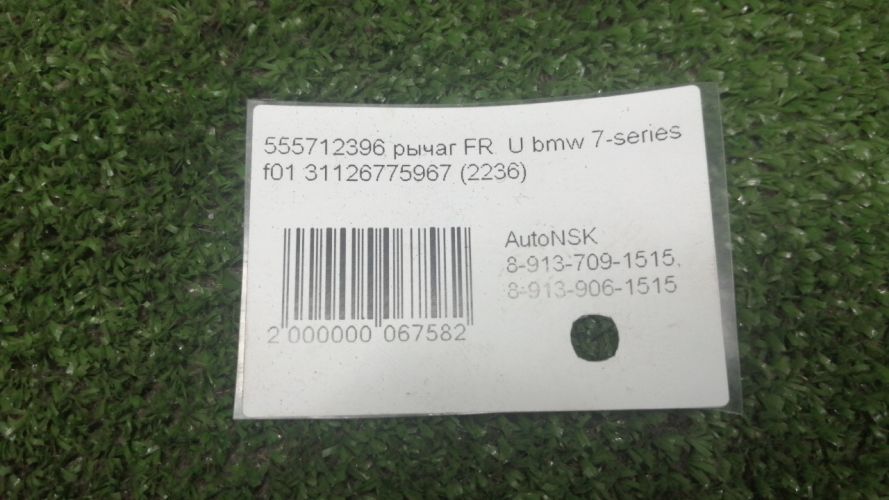 555712396 рычаг FR U bmw 7-series
f01 31126775967 (2236)
AutoNSK
8-913-709-1515,
8-913-906-1515
2 000000 067582